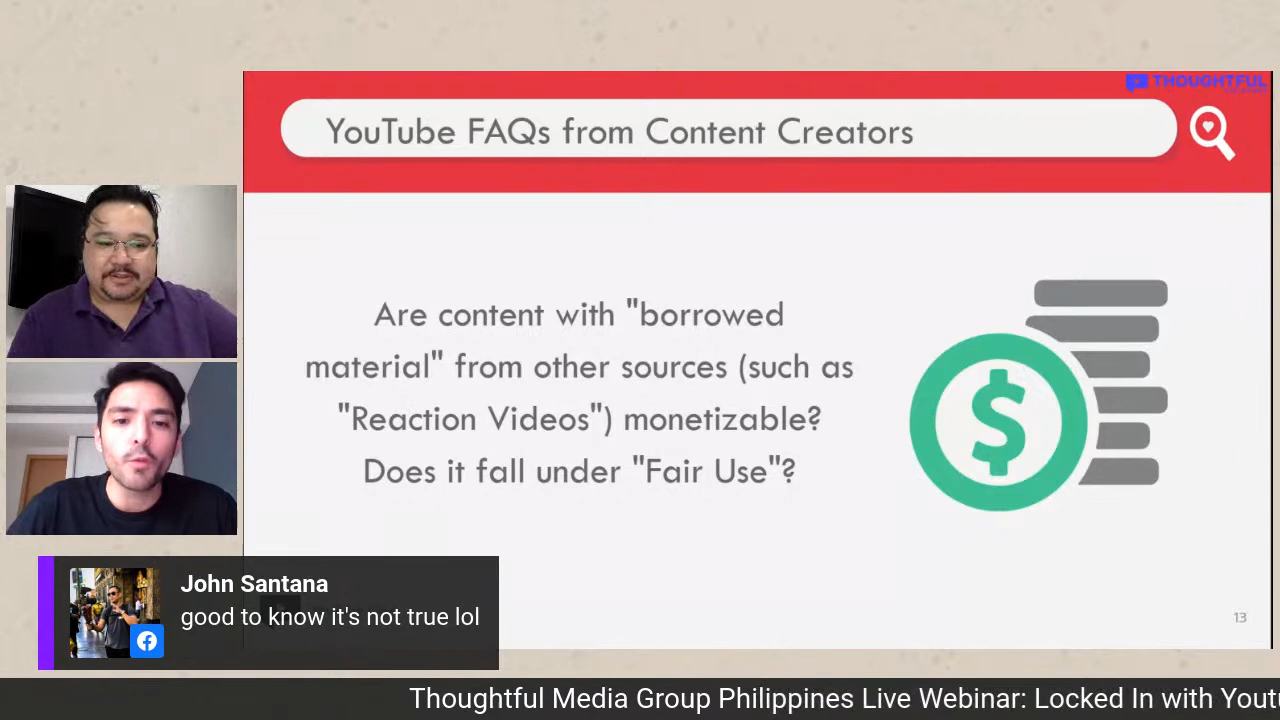 THOUGHTFUL
YouTube FAQs from Content Creators
Are content with "borrowed
material" from other sources (such as
"Reaction Videos") monetizable?
Does it fall under "Fair Use"?
$
John Santana
good to know it's not true lol
13
Thoughtful Media Group Philippines Live Webinar: Locked In with Yout